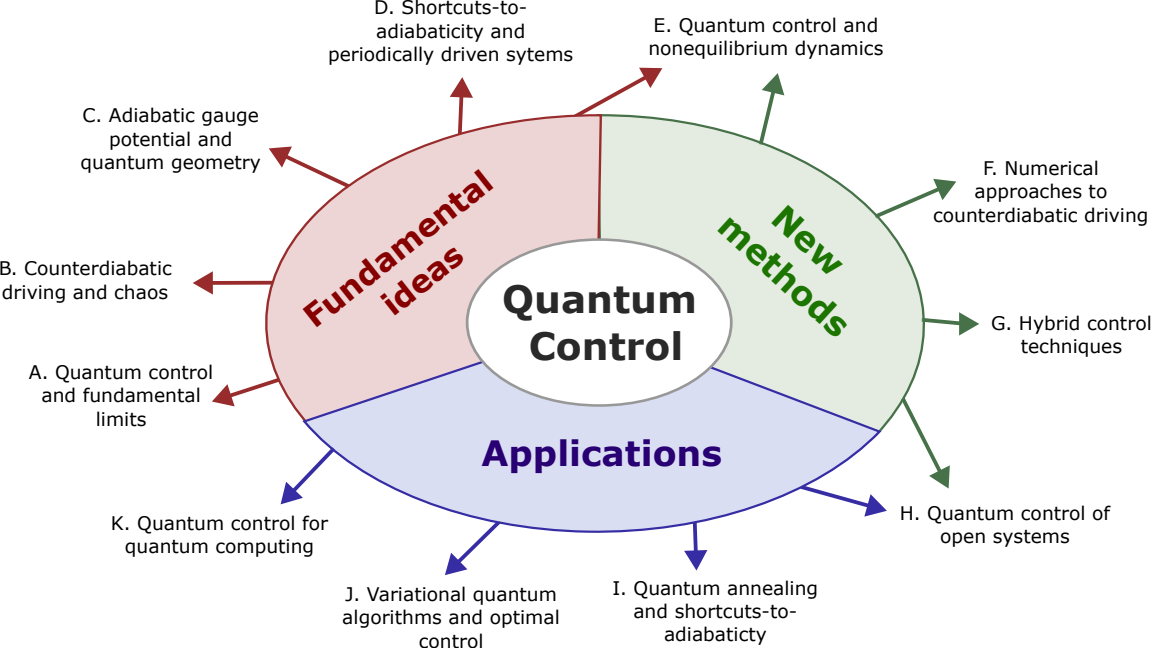 D. Shortcuts-to-
adiabaticity and
periodically driven sytems
E. Quantum control and
nonequilibrium dynamics
C. Adiabatic gauge
potential and
quantum geometry
F. Numerical
approaches to
counterdiabatic driving
B. Counterdiabatic
driving and chaos
G. Hybrid control
techniques
A. Quantum control
and fundamental
limits
H. Quantum control of
open systems
K. Quantum control for
quantum computing
J. Variational quantum
algorithms and optimal
control
I. Quantum annealing
and shortcuts-to-
adiabaticty
Fundamental
ideas
New
methods
Applications
Quantum
Control